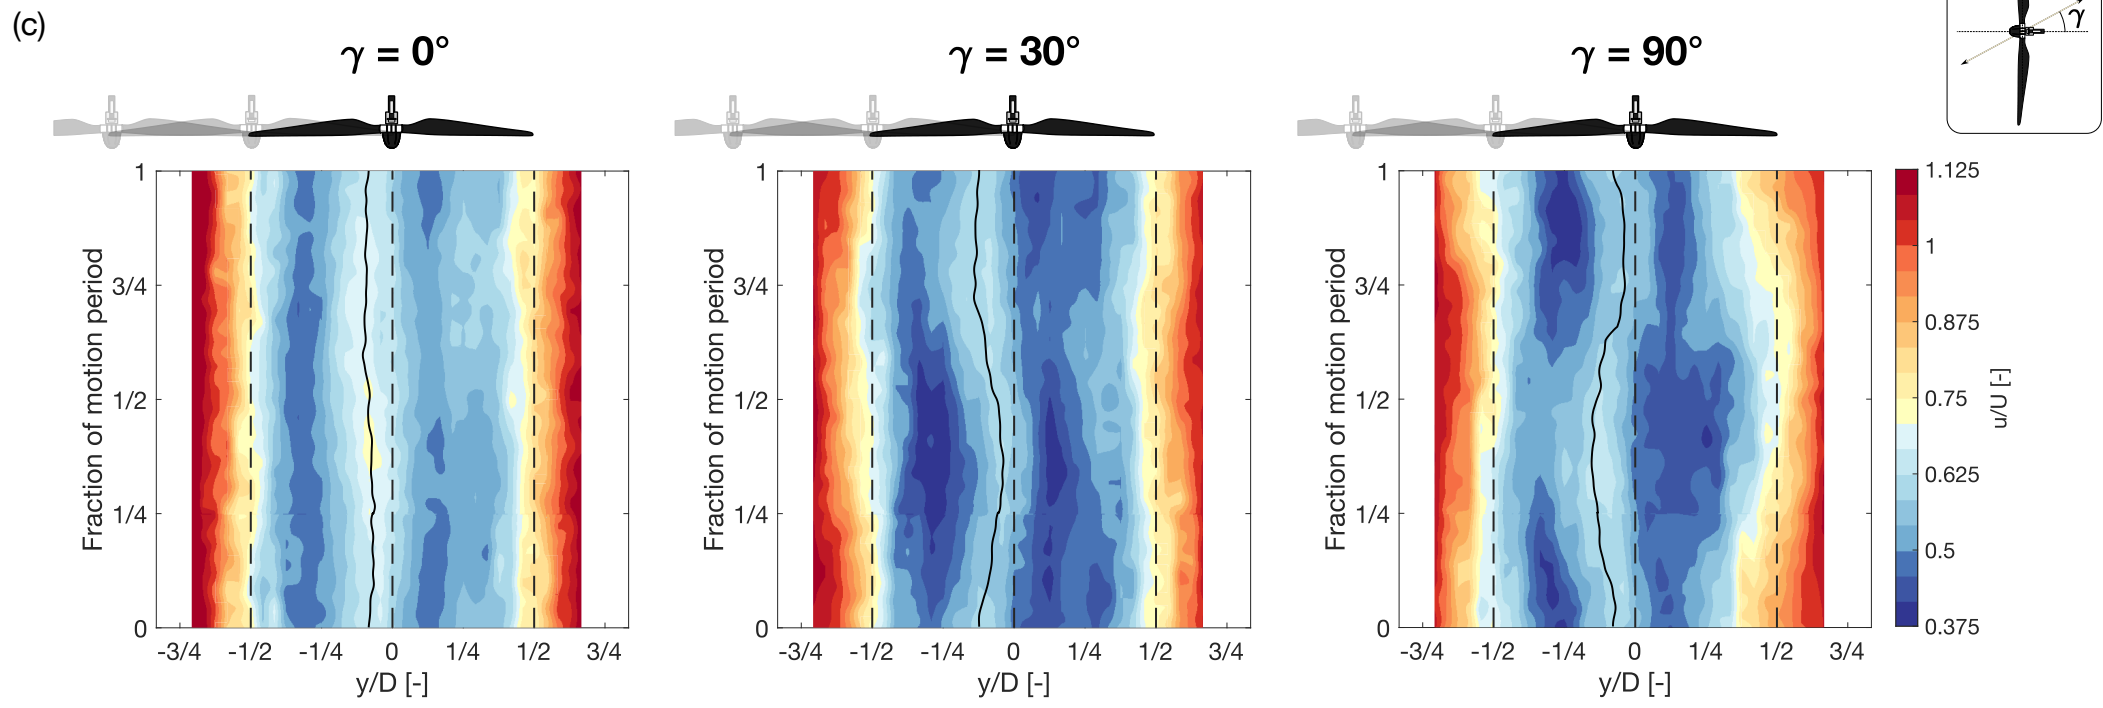 (c)
γ = 0°
γ = 30°
γ = 90°
γ
Fraction of motion period
1
3/4
1/2
1/4
0
-3/4 -1/2 -1/4 0 1/4 1/2 3/4
y/D [-]
Fraction of motion period
1
3/4
1/2
1/4
0
-3/4 -1/2 -1/4 0 1/4 1/2 3/4
y/D [-]
Fraction of motion period
1
3/4
1/2
1/4
0
-3/4 -1/2 -1/4 0 1/4 1/2 3/4
y/D [-]
1.125
1
0.875
0.75
0.625
0.5
0.375
u/U [-]